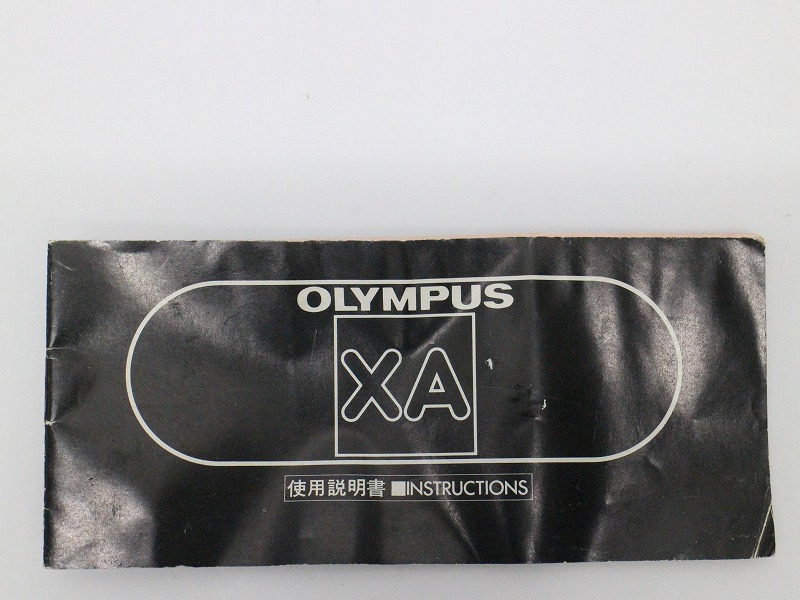 OLYMPUS
XA
使用説明書 ■INSTRUCTIONS